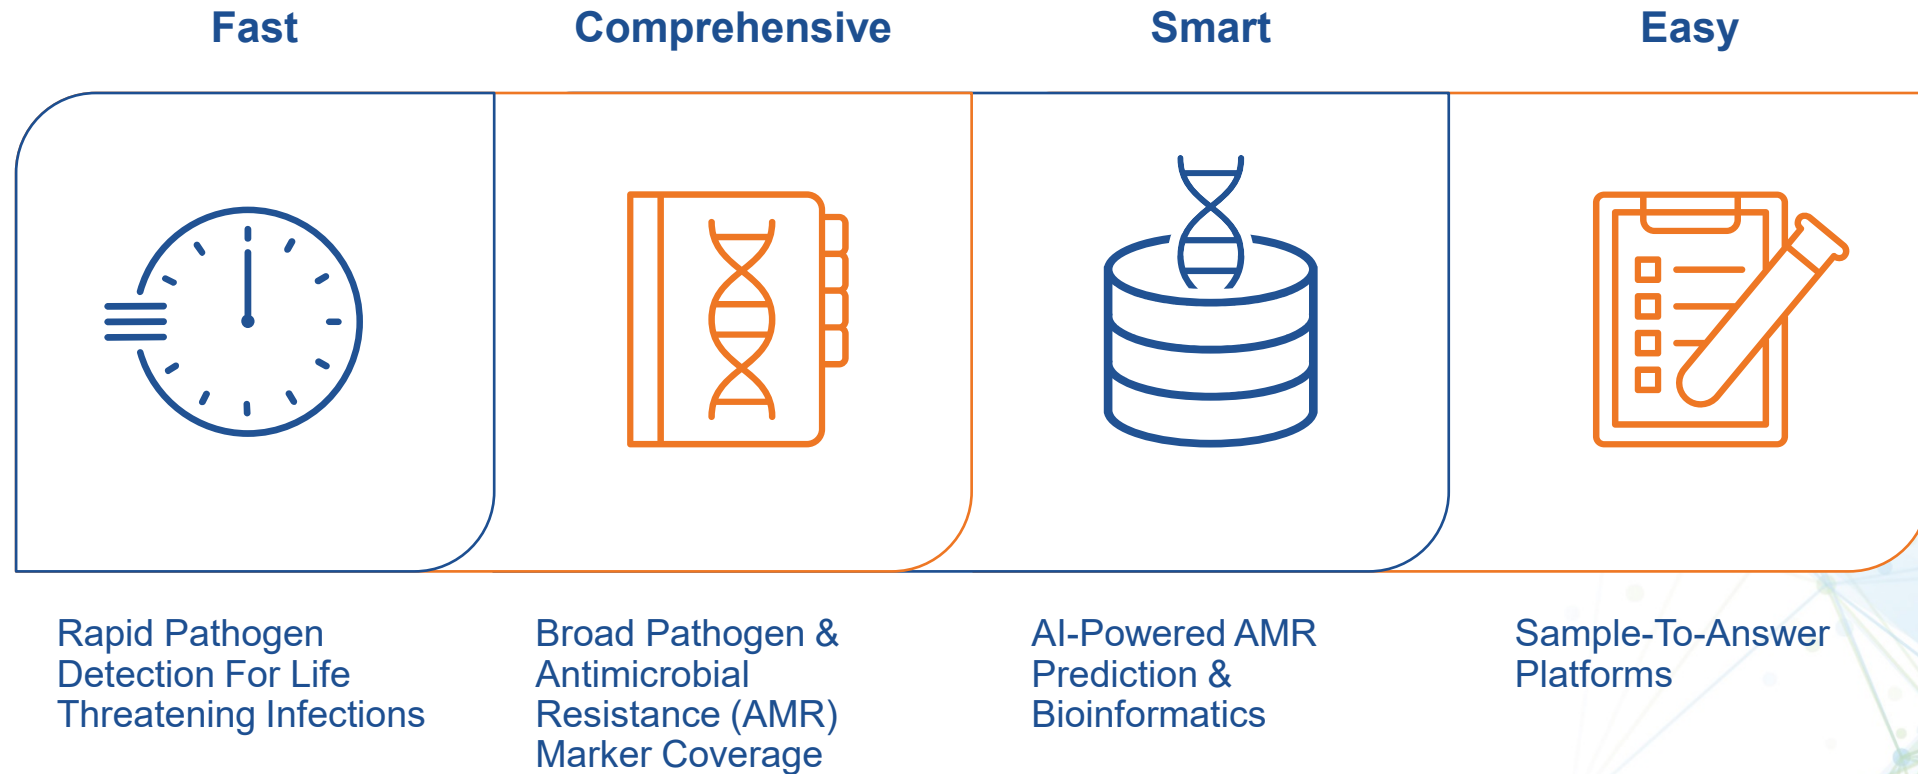 Fast
Comprehensive
Smart
Easy
Rapid Pathogen
Detection For Life
Threatening Infections
Broad Pathogen &
Antimicrobial
Resistance (AMR)
Marker Coverage
AI-Powered AMR
Prediction &
Bioinformatics
Sample-To-Answer
Platforms